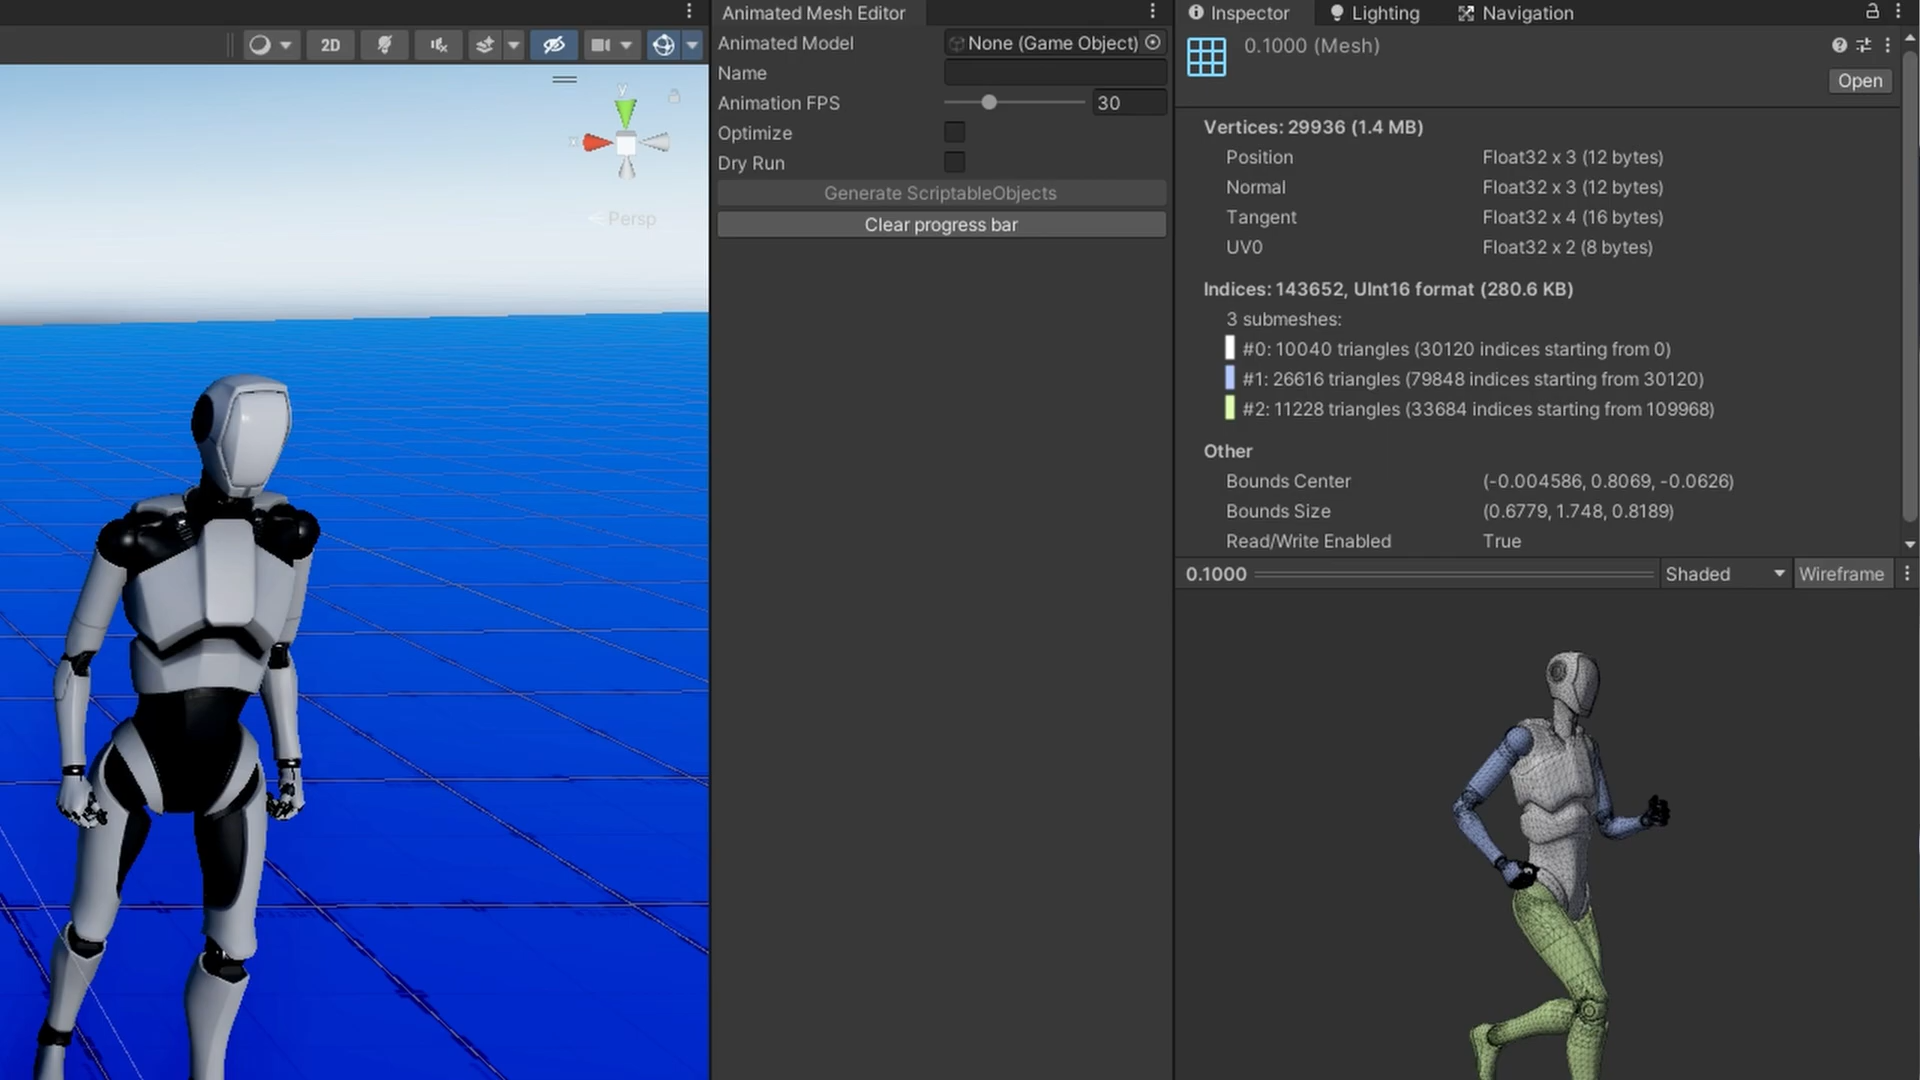 2D
y
x
Persp
Animated Mesh Editor
Animated Model
None (Game Object)
Name
Animation FPS
30
Optimize
Dry Run
Generate ScriptableObjects
Clear progress bar
Inspector
Lighting
Navigation
0.1000 (Mesh)
Open
Vertices: 29936 (1.4 MB)
Position Float32 x 3 (12 bytes)
Normal Float32 x 3 (12 bytes)
Tangent Float32 x 4 (16 bytes)
UV0 Float32 x 2 (8 bytes)
Indices: 143652, UInt16 format (280.6 KB)
3 submeshes:
#0: 10040 triangles (30120 indices starting from 0)
#1: 26616 triangles (79848 indices starting from 30120)
#2: 11228 triangles (33684 indices starting from 109968)
Other
Bounds Center (-0.004586, 0.8069, -0.0626)
Bounds Size (0.6779, 1.748, 0.8189)
Read/Write Enabled True
0.1000 Shaded Wireframe